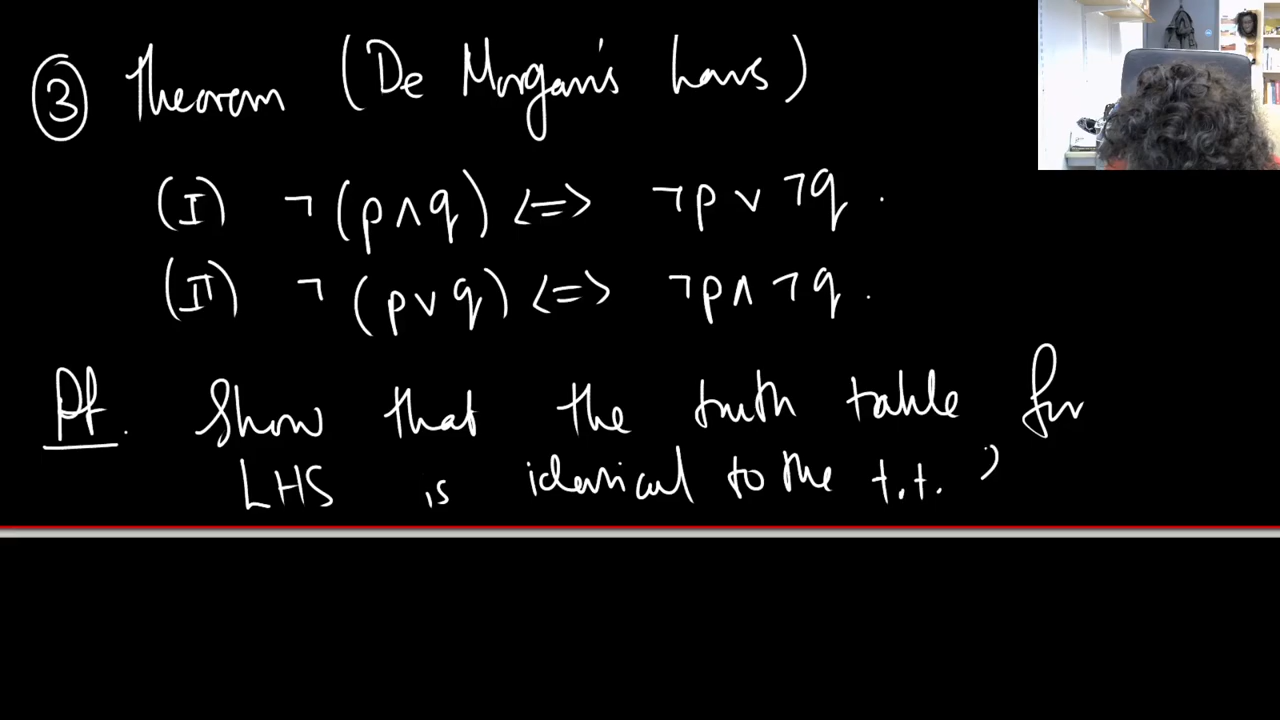 ③ Theorem (De Morgan's Laws)
(I) ¬(p ∧ q) <=> ¬p ∨ ¬q.
(II) ¬(p ∨ q) <=> ¬p ∧ ¬q.
Pf. Show that the truth table for
LHS is identical to the t.t.